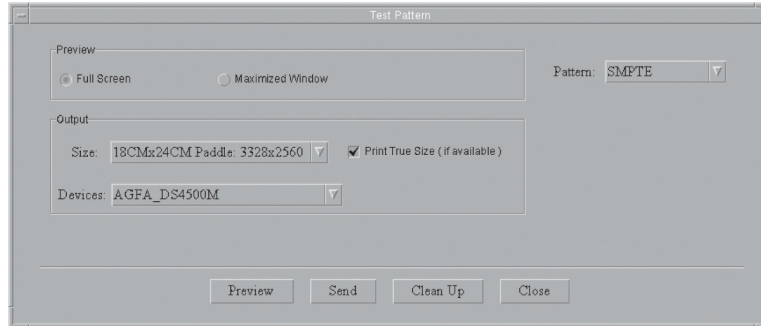 Test Pattern
Preview
Full Screen
Maximized Window
Pattern: SMPTE
Output
Size: 18CMx24CM Paddle: 3328x2560
Print True Size ( if available )
Devices: AGFA_DS4500M
Preview
Send
Clean Up
Close